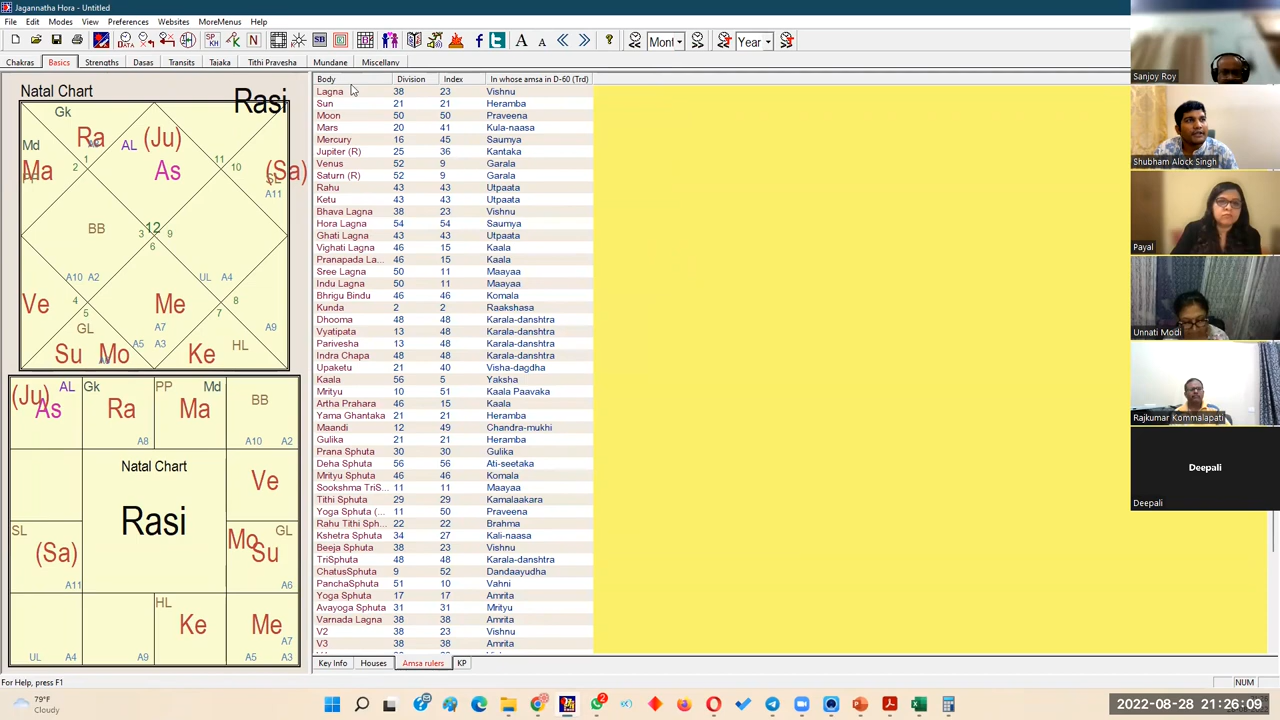 Jagannatha Hora - Untitled
File Edit Modes View Preferences Websites MoreMenus Help
Monl Year
Chakras Basics Strengths Dasas Transits Tajaka Tithi Pravesha Mundane Miscellany
Natal Chart Rasi
Gk
Md Ra AL (Ju)
Ma As (Sa)
1 2 11 10
A11
BB 12
3 9
6
A10 A2 UL A4
Ve 4 Me 8
5 7
GL A7 A9
A5 A3 HL
Su Mo Ke
(Ju) AL Gk PP Md BB
As Ra Ma
A8 A10 A2
Natal Chart
Ve
Rasi
SL GL
(Sa) Mo Su
A11 A6
HL
Ke Me
A7
UL A4 A9 A5 A3
Body Division Index In whose amsa in D-60 (Trd)
Lagna 38 23 Vishnu
Sun 21 21 Heramba
Moon 50 50 Praveena
Mars 20 41 Kula-naasa
Mercury 16 45 Saumya
Jupiter (R) 25 36 Kantaka
Venus 52 9 Garala
Saturn (R) 52 9 Garala
Rahu 43 43 Utpaata
Ketu 43 43 Utpaata
Bhava Lagna 38 23 Vishnu
Hora Lagna 54 54 Saumya
Ghati Lagna 43 43 Utpaata
Vighati Lagna 46 15 Kaala
Pranapada La... 46 15 Kaala
Sree Lagna 50 11 Maayaa
Indu Lagna 50 11 Maayaa
Bhrigu Bindu 46 46 Komala
Kunda 2 2 Raakshasa
Dhooma 48 48 Karala-danshtra
Vyatipata 13 48 Karala-danshtra
Parivesha 13 48 Karala-danshtra
Indra Chapa 48 48 Karala-danshtra
Upaketu 21 40 Visha-dagdha
Kaala 56 5 Yaksha
Mrityu 10 51 Kaala Paavaka
Artha Prahara 46 15 Kaala
Yama Ghantaka 21 21 Heramba
Maandi 12 49 Chandra-mukhi
Gulika 21 21 Heramba
Prana Sphuta 30 30 Gulika
Deha Sphuta 56 56 Ati-seetaka
Mrityu Sphuta 46 46 Komala
Sookshma TriS... 11 11 Maayaa
Tithi Sphuta 29 29 Kamalaakara
Yoga Sphuta (... 11 50 Praveena
Rahu Tithi Sph... 22 22 Brahma
Kshetra Sphuta 34 27 Kali-naasa
Beeja Sphuta 38 23 Vishnu
TriSphuta 48 48 Karala-danshtra
ChatusSphuta 9 52 Dandaayudha
PanchaSphuta 51 10 Vahni
Yoga Sphuta 17 17 Amrita
Avayoga Sphuta 31 31 Mrityu
Varnada Lagna 38 38 Amrita
V2 38 23 Vishnu
V3 38 38 Amrita
Key Info Houses Amsa rulers KP
For Help, press F1
NUM
79°F
Cloudy
2022-08-28 21:26:09
Sanjoy Roy
Shubham Alock Singh
Payal
Unnati Modi
Rajkumar Kommalapati
Deepali
Deepali